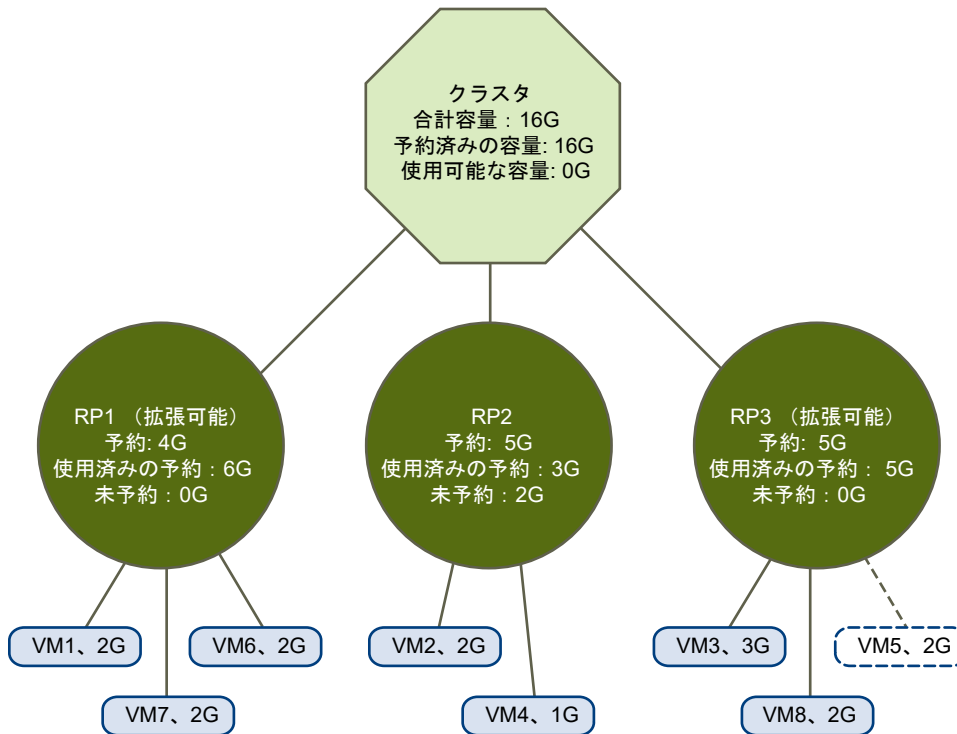 クラスタ
合計容量：16G
予約済みの容量: 16G
使用可能な容量: 0G
RP1 （拡張可能）
予約: 4G
使用済みの予約：6G
未予約：0G
RP2
予約: 5G
使用済みの予約：3G
未予約：2G
RP3 （拡張可能）
予約: 5G
使用済みの予約： 5G
未予約：0G
VM1、2G
VM6、2G
VM2、2G
VM3、3G
VM5、2G
VM7、2G
VM4、1G
VM8、2G